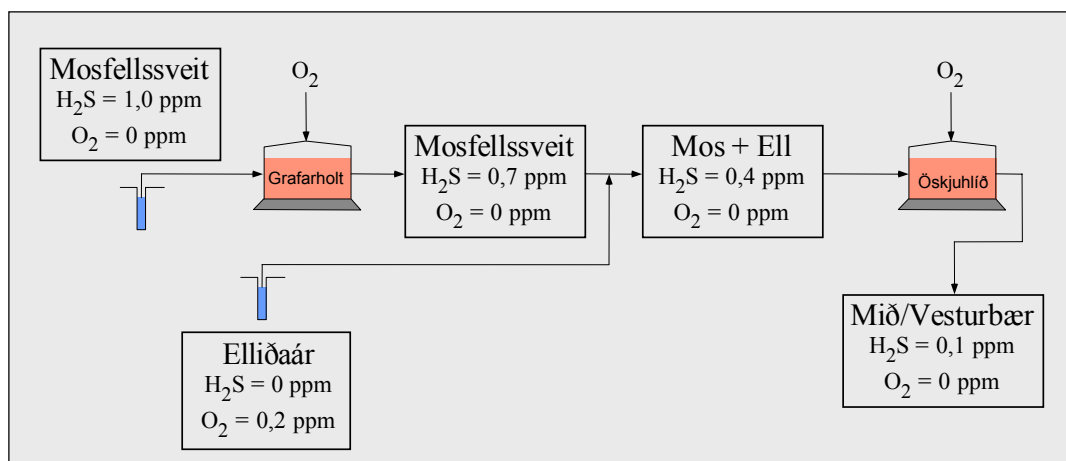 Mosfellssveit
H₂S = 1,0 ppm
O₂ = 0 ppm
O₂
Grafarholt
Mosfellssveit
H₂S = 0,7 ppm
O₂ = 0 ppm
Mos + Ell
H₂S = 0,4 ppm
O₂ = 0 ppm
O₂
Öskjuhlíð
Elliðaár
H₂S = 0 ppm
O₂ = 0,2 ppm
Mið/Vesturbær
H₂S = 0,1 ppm
O₂ = 0 ppm